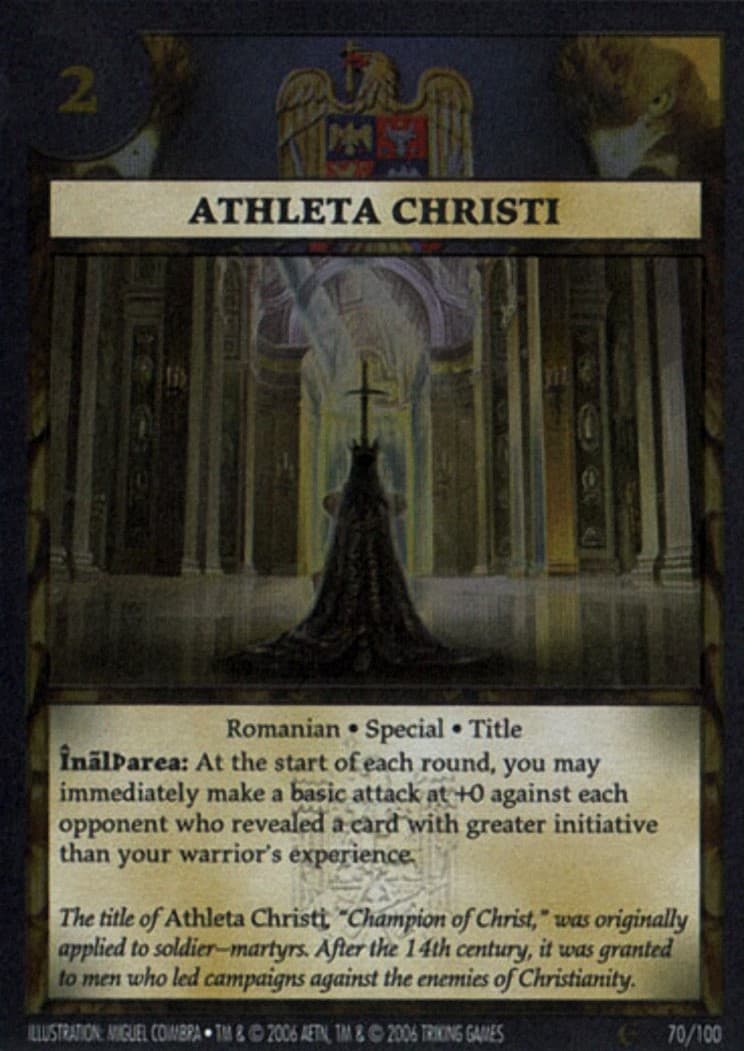 2
ATHLETA CHRISTI
Romanian • Special • Title
ÎnãlÞarea: At the start of each round, you may
immediately make a basic attack at +0 against each
opponent who revealed a card with greater initiative
than your warrior's experience.
The title of Athleta Christi, "Champion of Christ," was originally
applied to soldier–martyrs. After the 14th century, it was granted
to men who led campaigns against the enemies of Christianity.
ILLUSTRATION: MIGUEL COIMBRA • TM & © 2006 AETN, TM & © 2006 TRIKING GAMES
70/100